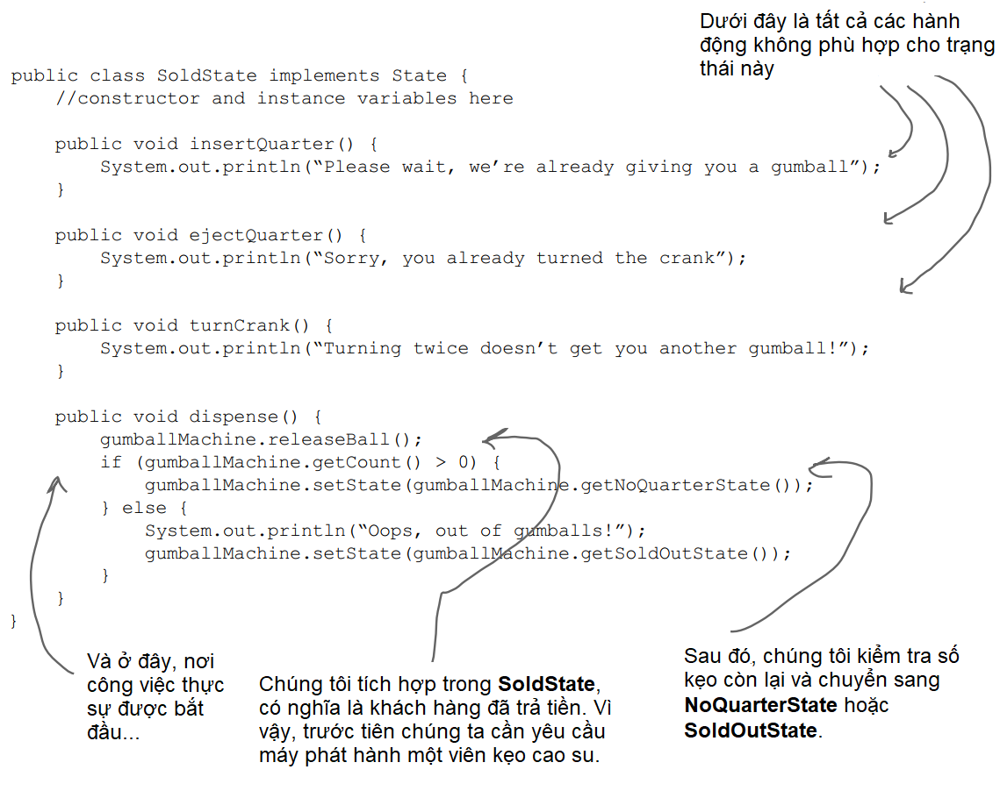 Dưới đây là tất cả các hành
động không phù hợp cho trạng
thái này
public class SoldState implements State {
    //constructor and instance variables here
    public void insertQuarter() {
        System.out.println(“Please wait, we’re already giving you a gumball”);
    }
    public void ejectQuarter() {
        System.out.println(“Sorry, you already turned the crank”);
    }
    public void turnCrank() {
        System.out.println(“Turning twice doesn’t get you another gumball!”);
    }
    public void dispense() {
        gumballMachine.releaseBall();
        if (gumballMachine.getCount() > 0) {
            gumballMachine.setState(gumballMachine.getNoQuarterState());
        } else {
            System.out.println(“Oops, out of gumballs!”);
            gumballMachine.setState(gumballMachine.getSoldOutState());
        }
    }
}
Và ở đây, nơi
công việc thực
sự được bắt
đầu...
Chúng tôi tích hợp trong SoldState,
có nghĩa là khách hàng đã trả tiền. Vì
vậy, trước tiên chúng ta cần yêu cầu
máy phát hành một viên kẹo cao su.
Sau đó, chúng tôi kiểm tra số
kẹo còn lại và chuyển sang
NoQuarterState hoặc
SoldOutState.